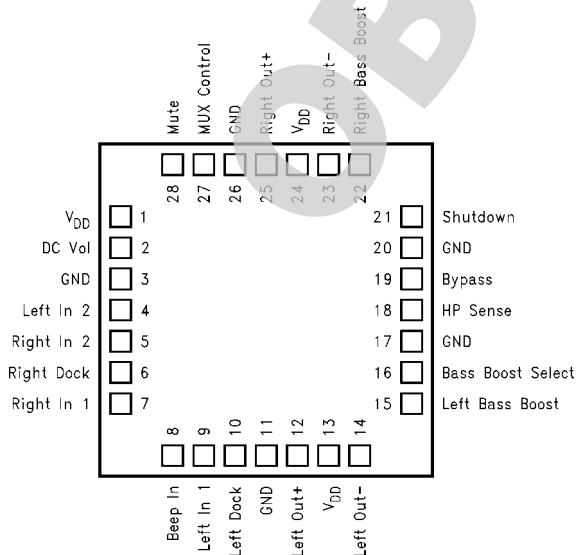 Mute
MUX Control
GND
Right Out+
VDD
Right Out-
Right Bass Boost
28
27
26
25
24
23
22
VDD 1
DC Vol 2
GND 3
Left In 2 4
Right In 2 5
Right Dock 6
Right In 1 7
21 Shutdown
20 GND
19 Bypass
18 HP Sense
17 GND
16 Bass Boost Select
15 Left Bass Boost
8
9
10
11
12
13
14
Beep In
Left In 1
Left Dock
GND
Left Out+
VDD
Left Out-
OB